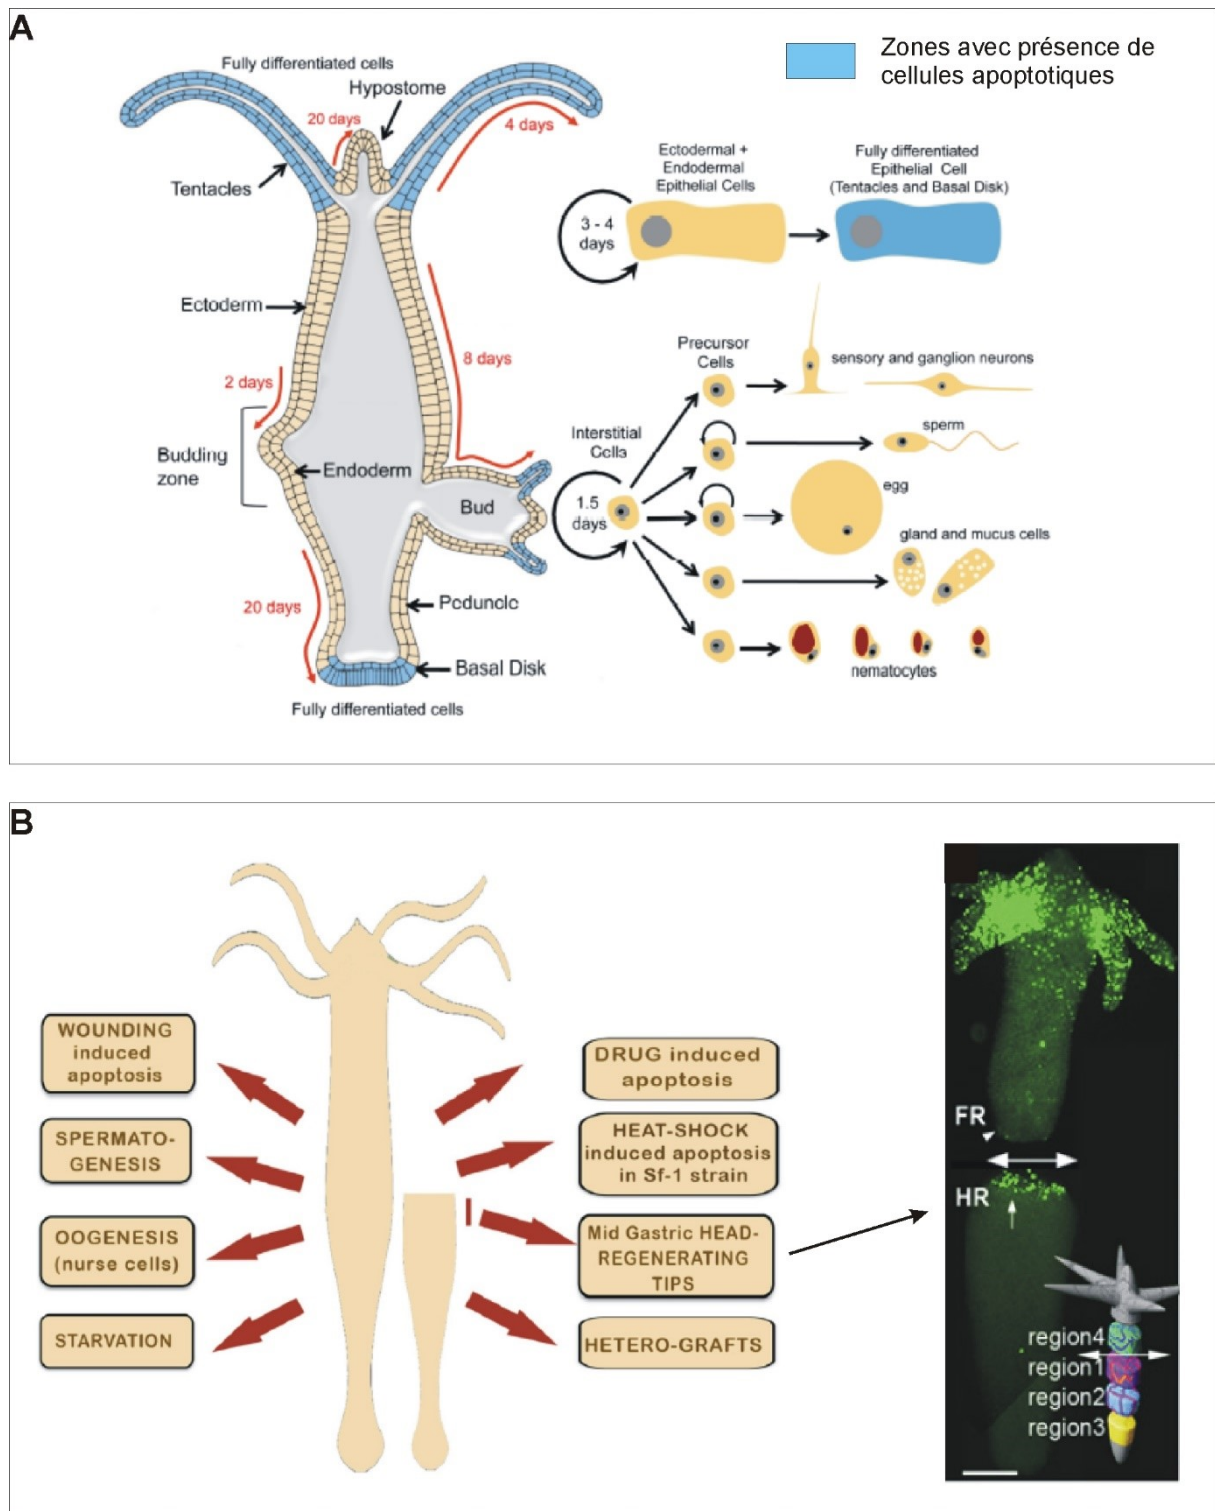 A
Zones avec présence de
cellules apoptotiques
Fully differentiated cells
Hypostome
20 days
4 days
Tentacles
Ectodermal +
Endodermal
Epithelial Cells
Fully differentiated
Epithelial Cell
(Tentacles and Basal Disk)
3 - 4
days
Ectoderm
8 days
2 days
Budding
zone
Endoderm
Bud
20 days
Peduncle
Basal Disk
Fully differentiated cells
Precursor
Cells
sensory and ganglion neurons
Interstitial
Cells
1.5
days
sperm
egg
gland and mucus cells
nematocytes
B
WOUNDING
induced
apoptosis
SPERMATO-
GENESIS
OOGENESIS
(nurse cells)
STARVATION
DRUG induced
apoptosis
HEAT-SHOCK
induced apoptosis
in Sf-1 strain
Mid Gastric HEAD-
REGENERATING
TIPS
HETERO-GRAFTS
FR
HR
region4
region1
region2
region3